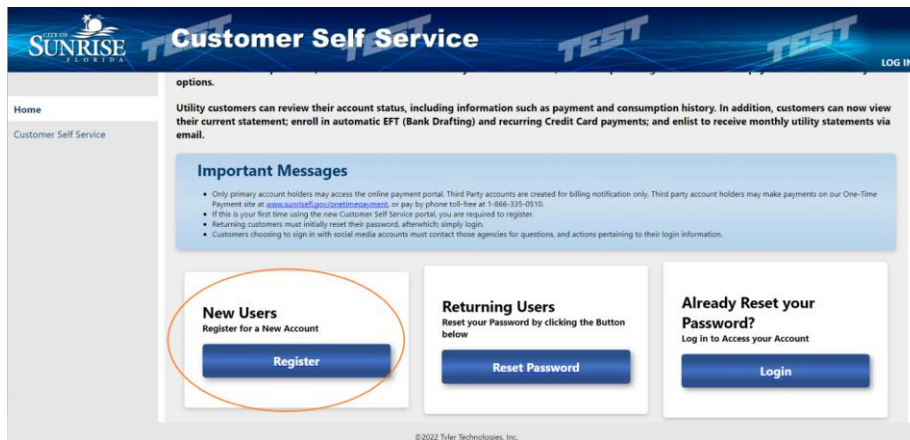 CITY OF
SUNRISE
FLORIDA
Customer Self Service
TEST TEST TEST TEST
LOG IN
options.
Home
Customer Self Service
Utility customers can review their account status, including information such as payment and consumption history. In addition, customers can now view
their current statement; enroll in automatic EFT (Bank Drafting) and recurring Credit Card payments; and enlist to receive monthly utility statements via
email.
Important Messages
• Only primary account holders may access the online payment portal. Third Party accounts are created for billing notification only. Third party account holders may make payments on our One-Time
Payment site at www.sunrisefl.gov/onetimepayment, or pay by phone toll-free at 1-866-335-0510.
• If this is your first time using the new Customer Self Service portal, you are required to register.
• Returning customers must initially reset their password, afterwhich; simply login.
• Customers choosing to sign in with social media accounts must contact those agencies for questions, and actions pertaining to their login information.
New Users
Register for a New Account
Register
Returning Users
Reset your Password by clicking the Button
below
Reset Password
Already Reset your
Password?
Log in to Access your Account
Login
©2022 Tyler Technologies, Inc.